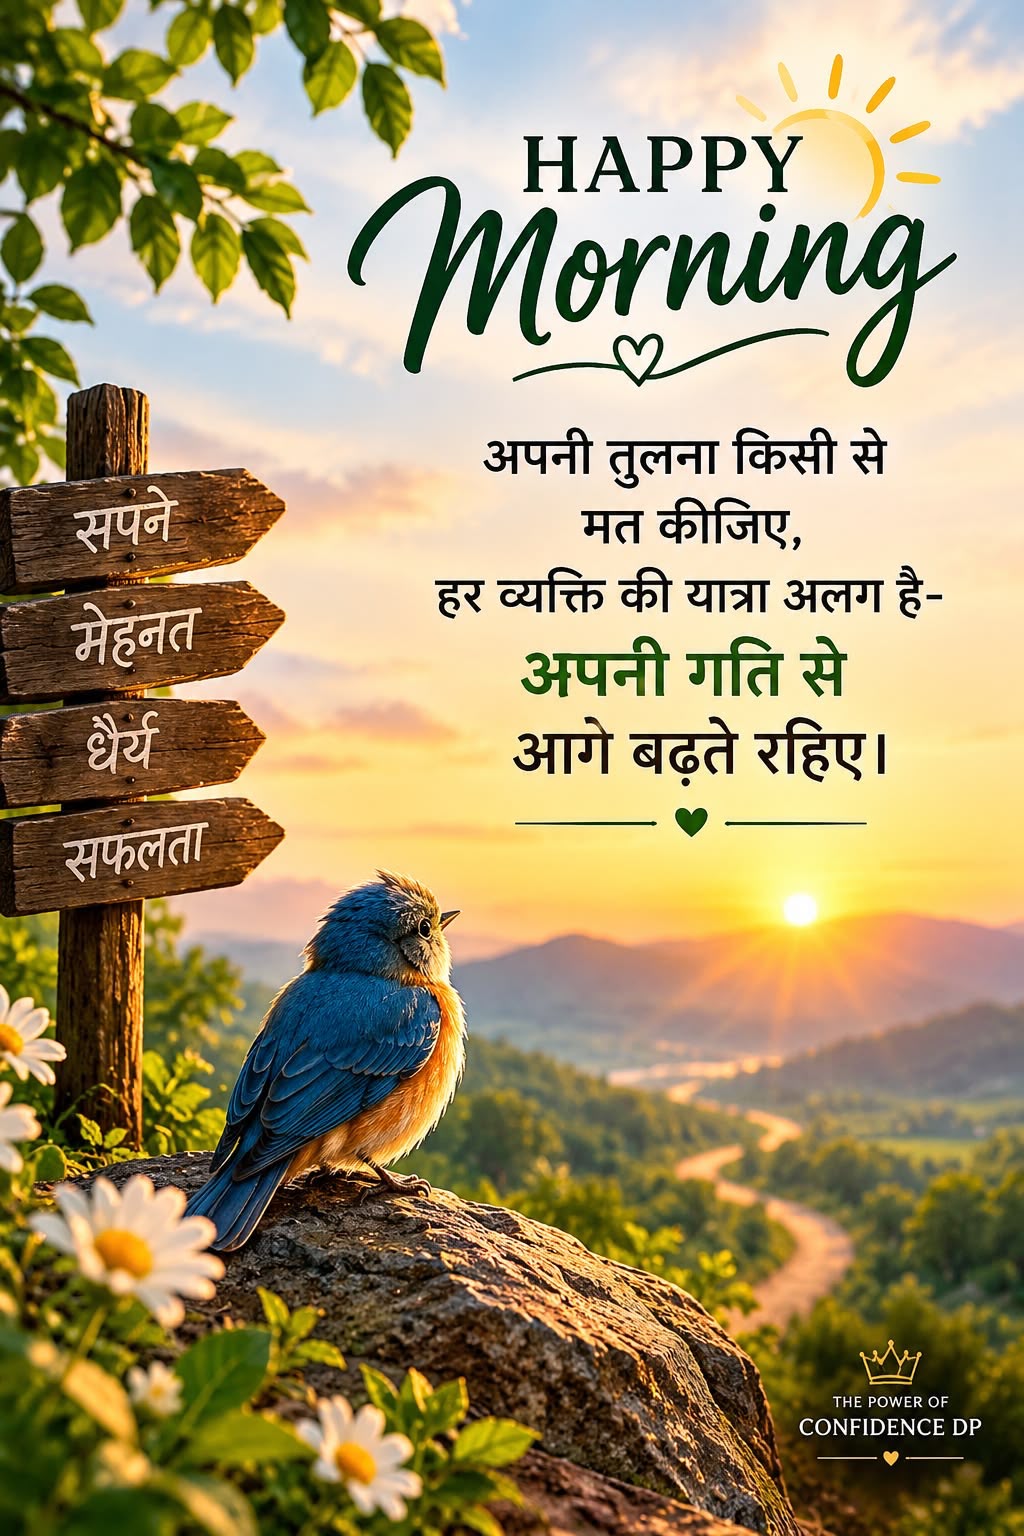 HAPPY
Morning
अपनी तुलना किसी से
मत कीजिए,
हर व्यक्ति की यात्रा अलग है-
अपनी गति से
आगे बढ़ते रहिए।
सपने
मेहनत
धैर्य
सफलता
THE POWER OF
CONFIDENCE DP